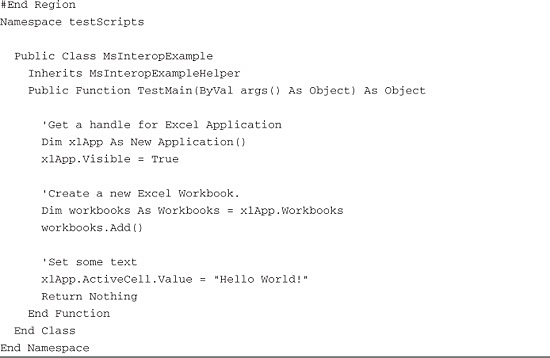 #End Region
Namespace testScripts
Public Class MsInteropExample
Inherits MsInteropExampleHelper
Public Function TestMain(ByVal args() As Object) As Object
'Get a handle for Excel Application
Dim xlApp As New Application()
xlApp.Visible = True
'Create a new Excel Workbook.
Dim workbooks As Workbooks = xlApp.Workbooks
workbooks.Add()
'Set some text
xlApp.ActiveCell.Value = "Hello World!"
Return Nothing
End Function
End Class
End Namespace